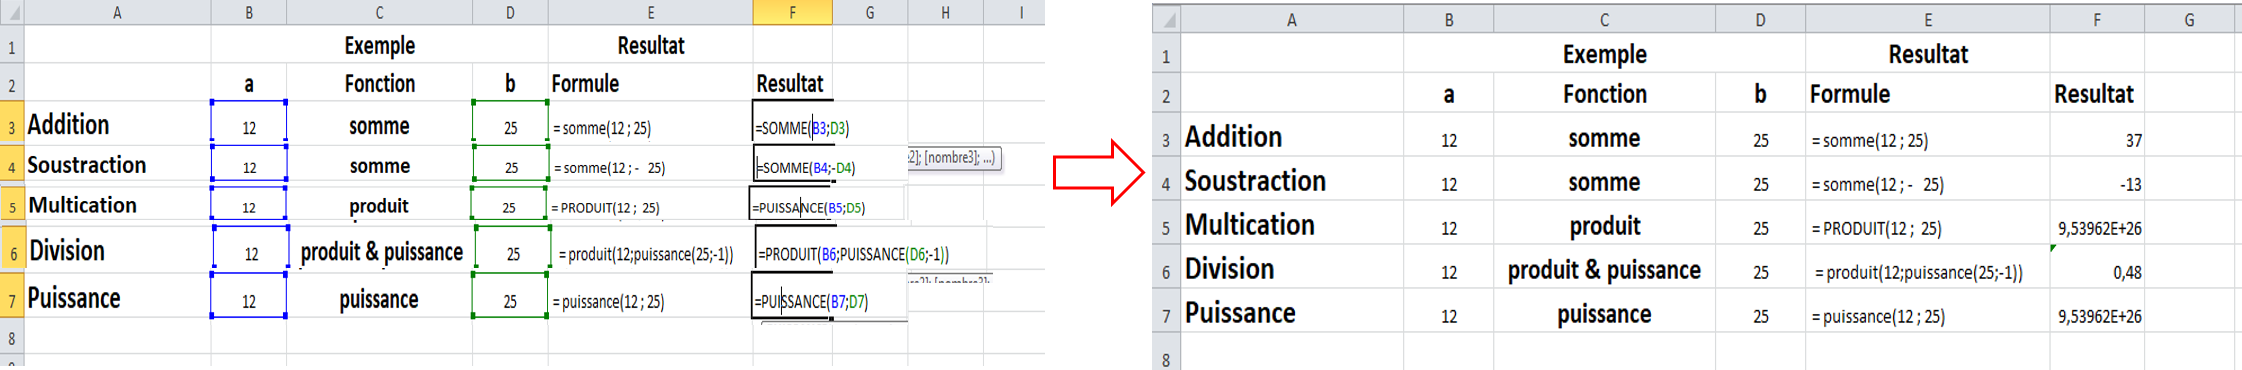 A B C D E F G H I
1 Exemple Resultat
2 a Fonction b Formule Resultat
3 Addition 12 somme 25 = somme(12 ; 25) =SOMME(B3;D3)
4 Soustraction 12 somme 25 = somme(12 ; - 25) =SOMME(B4;-D4) 2]; [nombre3]; ...)
5 Multication 12 produit 25 = PRODUIT(12 ; 25) =PUISSANCE(B5;D5)
6 Division 12 produit & puissance 25 = produit(12;puissance(25;-1)) =PRODUIT(B6;PUISSANCE(D6;-1))
7 Puissance 12 puissance 25 = puissance(12 ; 25) =PUISSANCE(B7;D7)
8
A B C D E F G
1 Exemple Resultat
2 a Fonction b Formule Resultat
3 Addition 12 somme 25 = somme(12 ; 25) 37
4 Soustraction 12 somme 25 = somme(12 ; - 25) -13
5 Multication 12 produit 25 = PRODUIT(12 ; 25) 9,53962E+26
6 Division 12 produit & puissance 25 = produit(12;puissance(25;-1)) 0,48
7 Puissance 12 puissance 25 = puissance(12 ; 25) 9,53962E+26
8